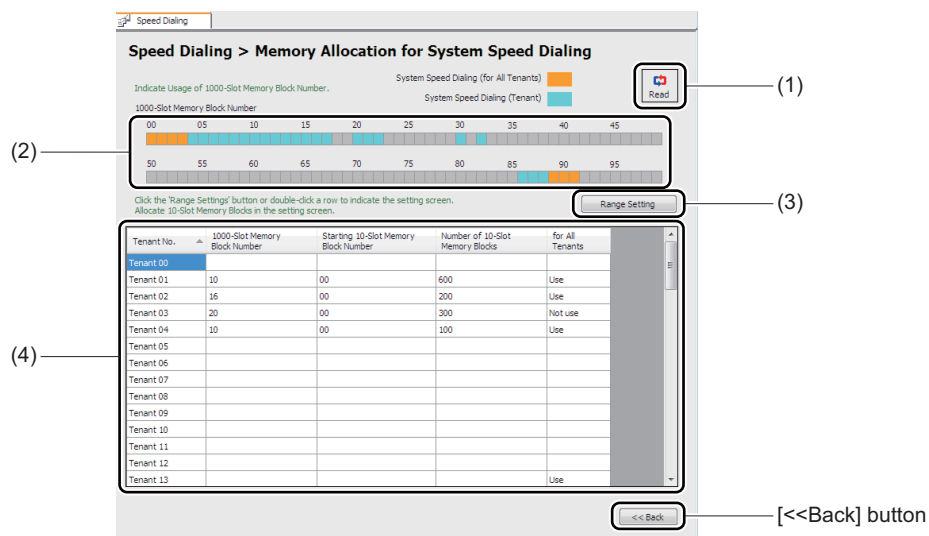 Speed Dialing
Speed Dialing > Memory Allocation for System Speed Dialing
System Speed Dialing (for All Tenants)
Indicate Usage of 1000-Slot Memory Block Number.
System Speed Dialing (Tenant)
Read
(1)
1000-Slot Memory Block Number
00 05 10 15 20 25 30 35 40 45
(2)
50 55 60 65 70 75 80 85 90 95
Click the 'Range Settings' button or double-click a row to indicate the setting screen.
Allocate 10-Slot Memory Blocks in the setting screen.
Range Setting
(3)
Tenant No. 1000-Slot Memory Block Number Starting 10-Slot Memory Block Number Number of 10-Slot Memory Blocks for All Tenants
Tenant 00
Tenant 01 10 00 600 Use
Tenant 02 16 00 200 Use
Tenant 03 20 00 300 Not use
Tenant 04 10 00 100 Use
Tenant 05
(4)
Tenant 06
Tenant 07
Tenant 08
Tenant 09
Tenant 10
Tenant 11
Tenant 12
Tenant 13 Use
<< Back
[<<Back] button